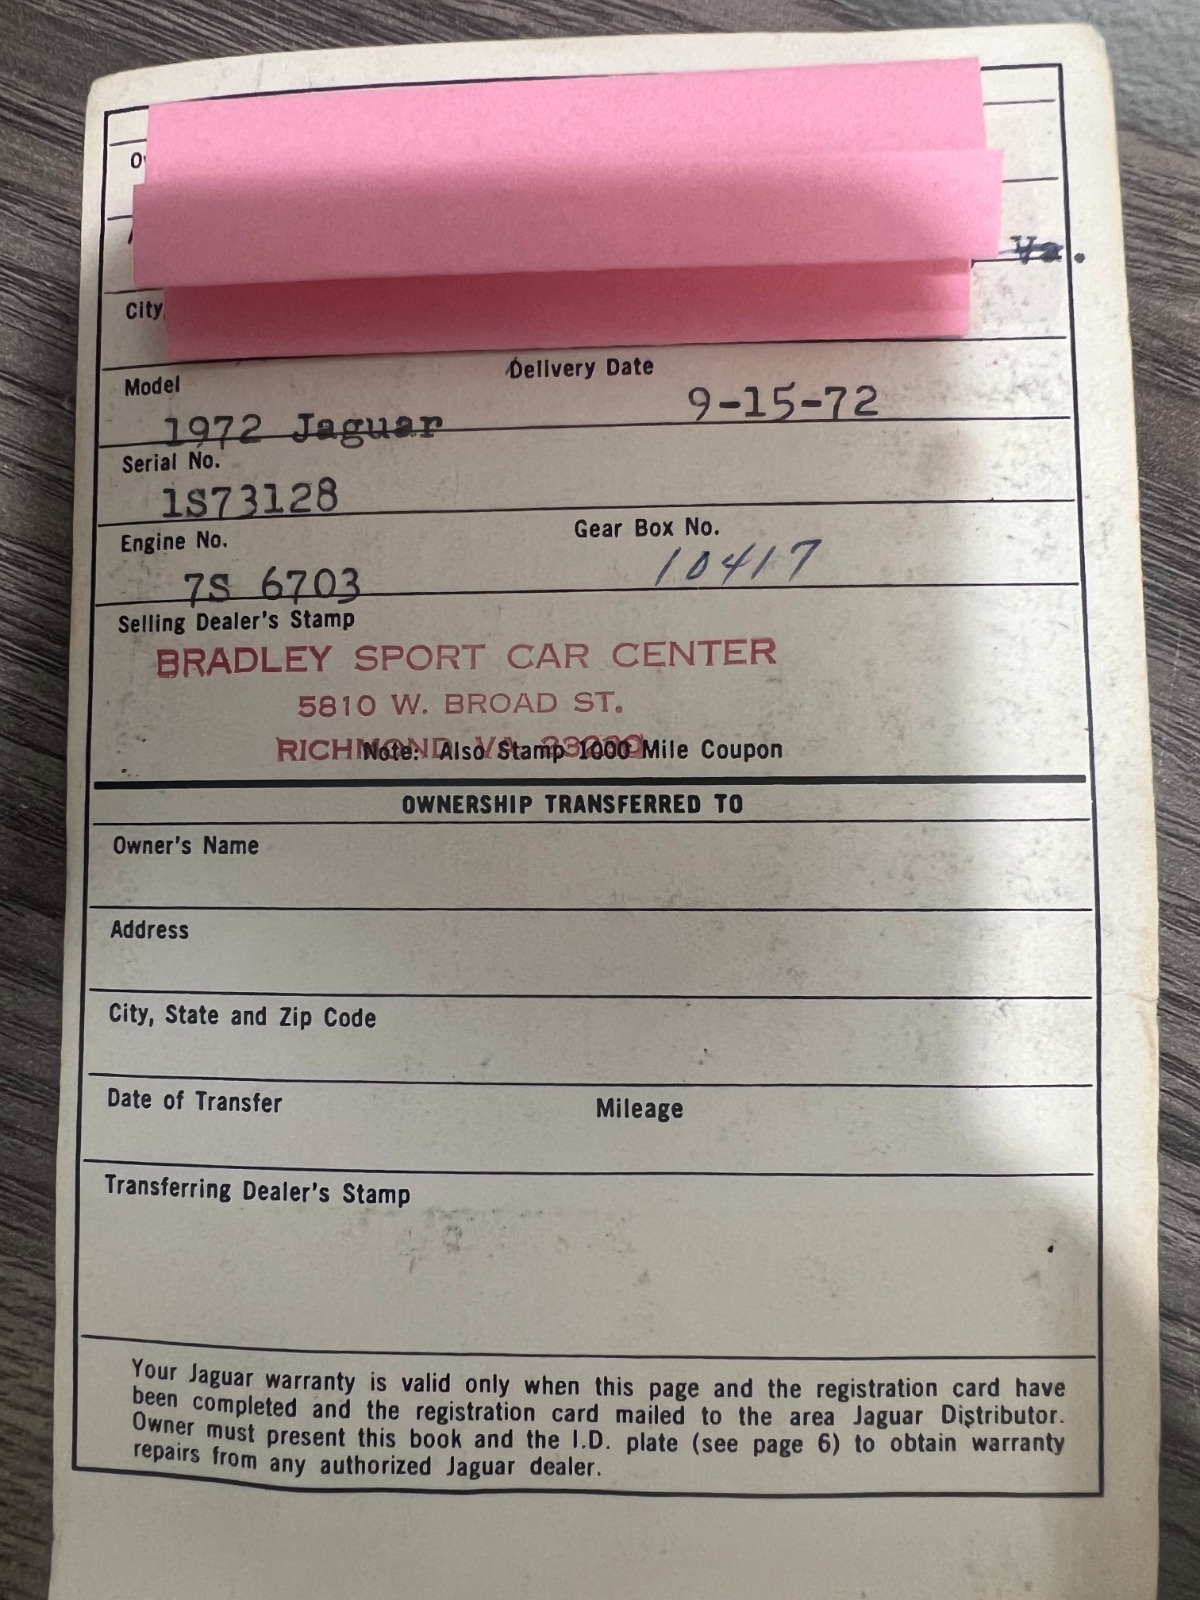 Va.
City
Model
Delivery Date
1972 Jaguar
9-15-72
Serial No.
1S73128
Engine No.
Gear Box No.
7S 6703
10417
Selling Dealer's Stamp
BRADLEY SPORT CAR CENTER
5810 W. BROAD ST.
RICHMOND, VA.
Note: Also Stamp 1000 Mile Coupon
OWNERSHIP TRANSFERRED TO
Owner's Name
Address
City, State and Zip Code
Date of Transfer
Mileage
Transferring Dealer's Stamp
Your Jaguar warranty is valid only when this page and the registration card have
been completed and the registration card mailed to the area Jaguar Distributor.
Owner must present this book and the I.D. plate (see page 6) to obtain warranty
repairs from any authorized Jaguar dealer.